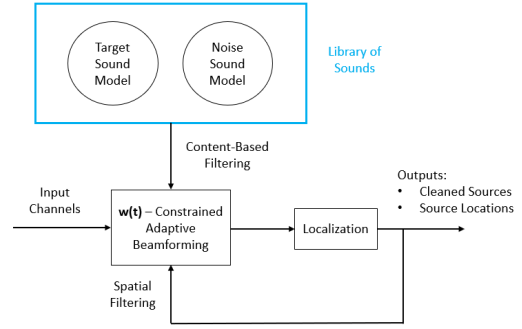 Target
Sound
Model
Noise
Sound
Model
Library of
Sounds
Content-Based
Filtering
Input
Channels
w(t) – Constrained
Adaptive
Beamforming
Localization
Outputs:
• Cleaned Sources
• Source Locations
Spatial
Filtering